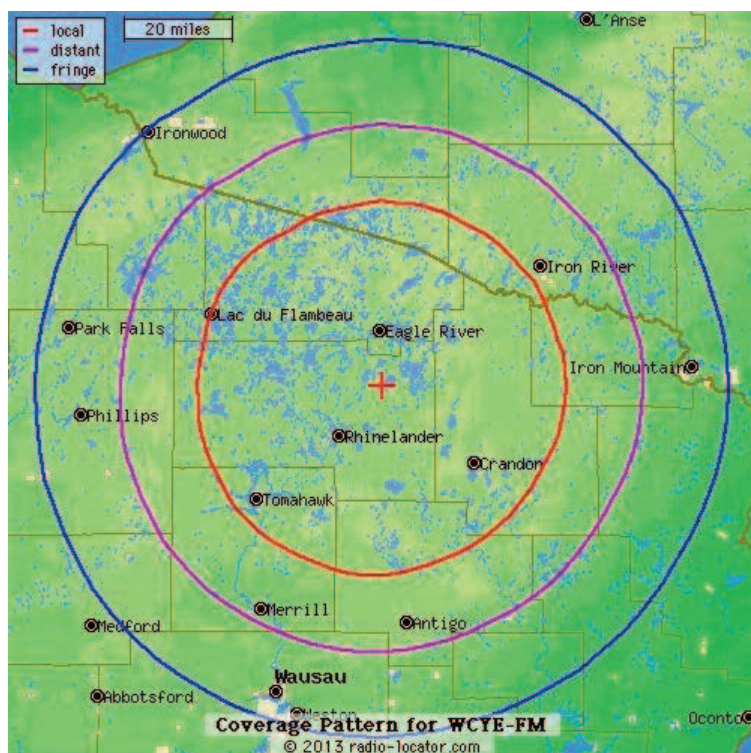 local
distant
fringe
20 miles
L'Anse
Ironwood
Iron River
Lac du Flambeau
Park Falls
Eagle River
Iron Mountain
Phillips
Rhinelander
Crandon
Tomahawk
Merrill
Antigo
Medford
Wausau
Abbotsford
Weston
Oconto
Coverage Pattern for WCYE-FM
© 2013 radio-locator.com